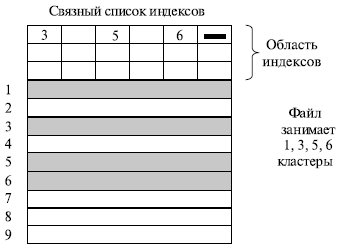 Связный список индексов
3 5 6
Область
индексов
1
2
3
4
5
6
7
8
9
Файл
занимает
1, 3, 5, 6
кластеры